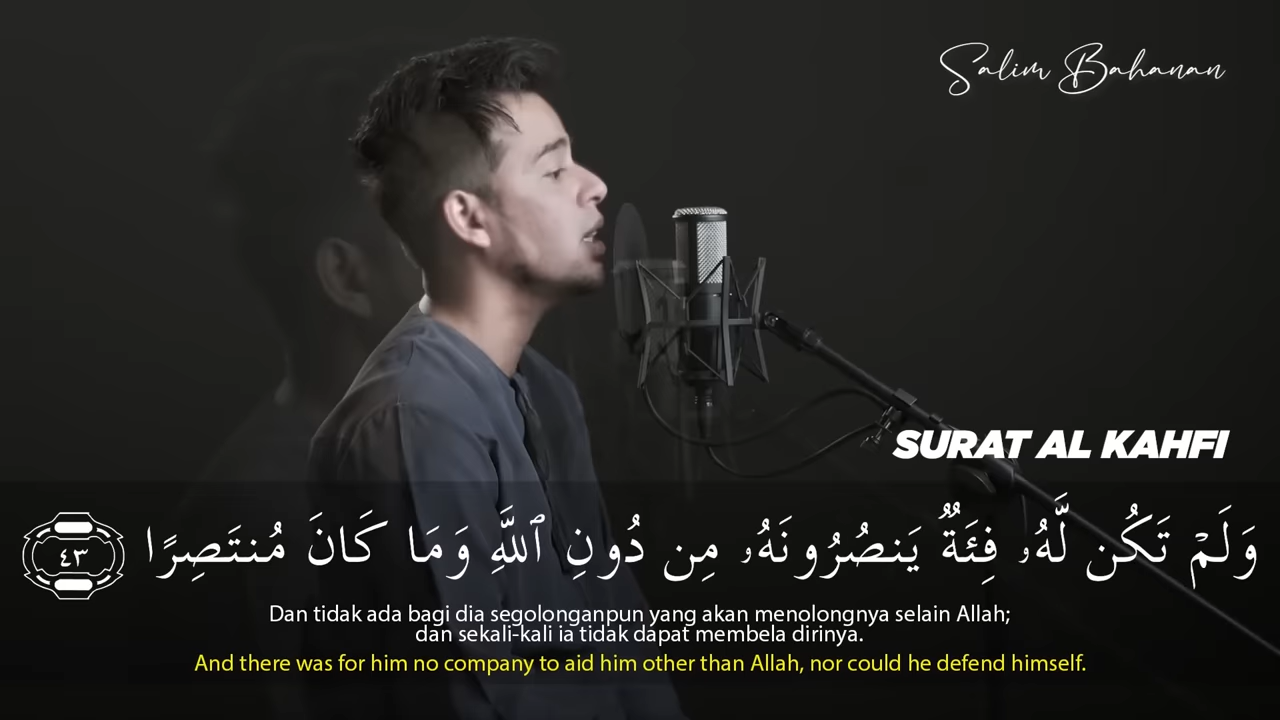 Salim Bahanan
SURAT AL KAHFI
وَلَمْ تَكُن لَّهُۥ فِئَةٌ يَنصُرُونَهُۥ مِن دُونِ ٱللَّهِ وَمَا كَانَ مُنتَصِرًا ٤٣
Dan tidak ada bagi dia segolonganpun yang akan menolongnya selain Allah;
dan sekali-kali ia tidak dapat membela dirinya.
And there was for him no company to aid him other than Allah, nor could he defend himself.